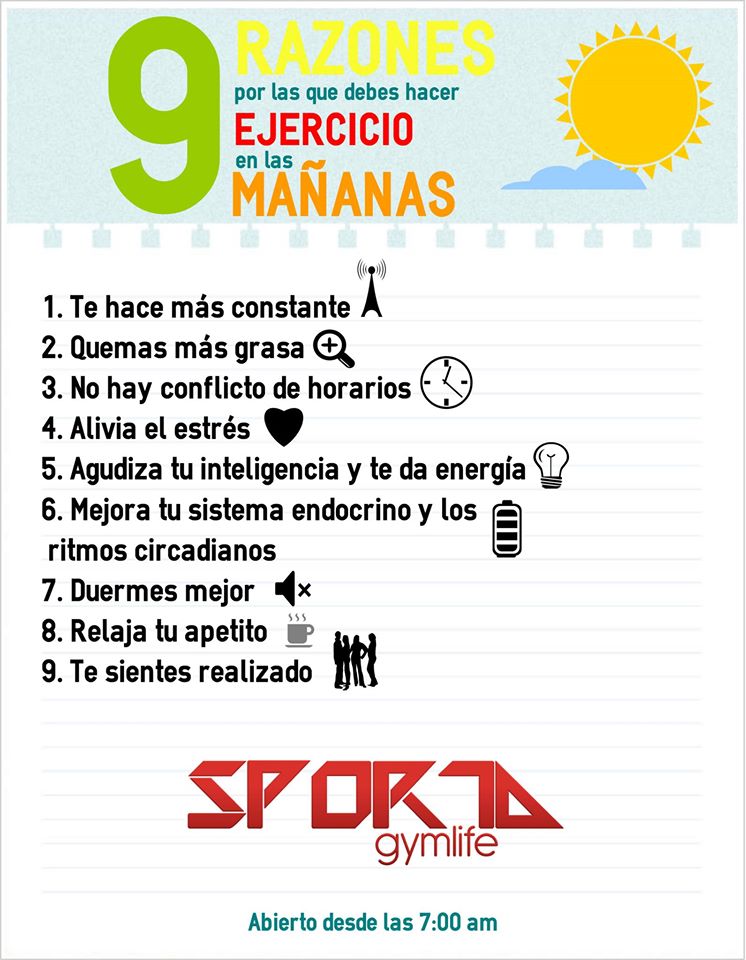 9 RAZONES
por las que debes hacer
EJERCICIO
en las
MAÑANAS
1. Te hace más constante
2. Quemas más grasa
3. No hay conflicto de horarios
4. Alivia el estrés
5. Agudiza tu inteligencia y te da energía
6. Mejora tu sistema endocrino y los
ritmos circadianos
7. Duermes mejor
8. Relaja tu apetito
9. Te sientes realizado
SPORTA
gymlife
Abierto desde las 7:00 am